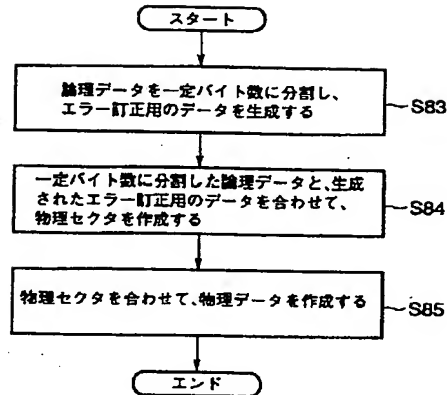 スタート
論理データを一定バイト数に分割し、
エラー訂正用のデータを生成する
S83
一定バイト数に分割した論理データと、生成
されたエラー訂正用のデータを合わせて、
物理セクタを作成する
S84
物理セクタを合わせて、物理データを作成する
S85
エンド